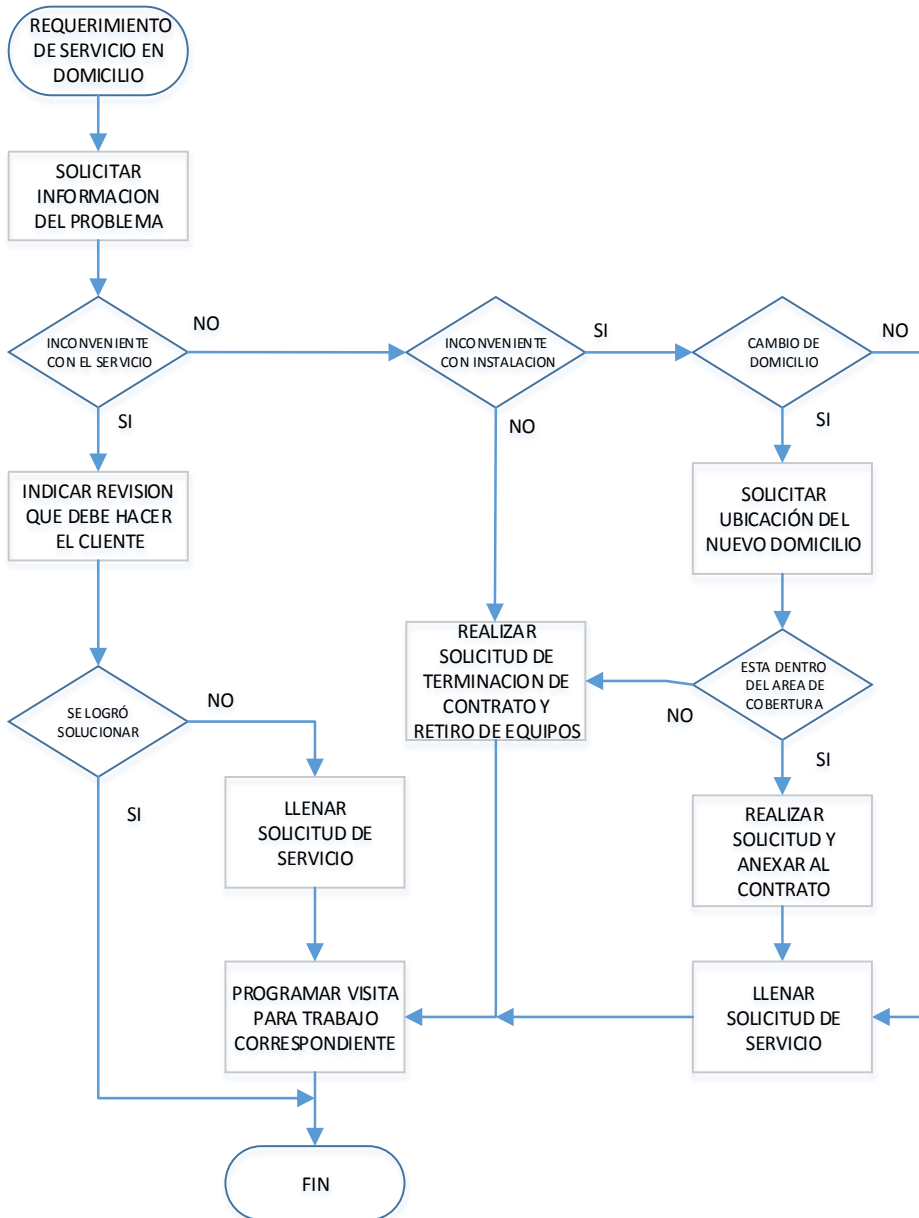 REQUERIMIENTO
DE SERVICIO EN
DOMICILIO
SOLICITAR
INFORMACION
DEL PROBLEMA
INCONVENIENTE
CON EL SERVICIO
NO
SI
INCONVENIENTE
CON INSTALACION
SI
NO
CAMBIO DE
DOMICILIO
NO
SI
INDICAR REVISION
QUE DEBE HACER
EL CLIENTE
SOLICITAR
UBICACIÓN DEL
NUEVO DOMICILIO
REALIZAR
SOLICITUD DE
TERMINACION DE
CONTRATO Y
RETIRO DE EQUIPOS
ESTA DENTRO
DEL AREA DE
COBERTURA
NO
SI
SE LOGRÓ
SOLUCIONAR
NO
SI
LLENAR
SOLICITUD DE
SERVICIO
REALIZAR
SOLICITUD Y
ANEXAR AL
CONTRATO
PROGRAMAR VISITA
PARA TRABAJO
CORRESPONDIENTE
LLENAR
SOLICITUD DE
SERVICIO
FIN